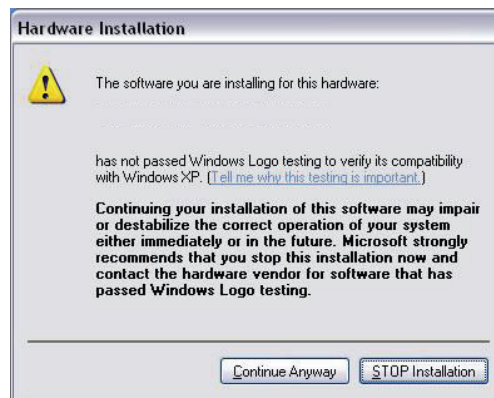 Hardware Installation
The software you are installing for this hardware:
has not passed Windows Logo testing to verify its compatibility
with Windows XP. (Tell me why this testing is important.)
Continuing your installation of this software may impair
or destabilize the correct operation of your system
either immediately or in the future. Microsoft strongly
recommends that you stop this installation now and
contact the hardware vendor for software that has
passed Windows Logo testing.
Continue Anyway
STOP Installation